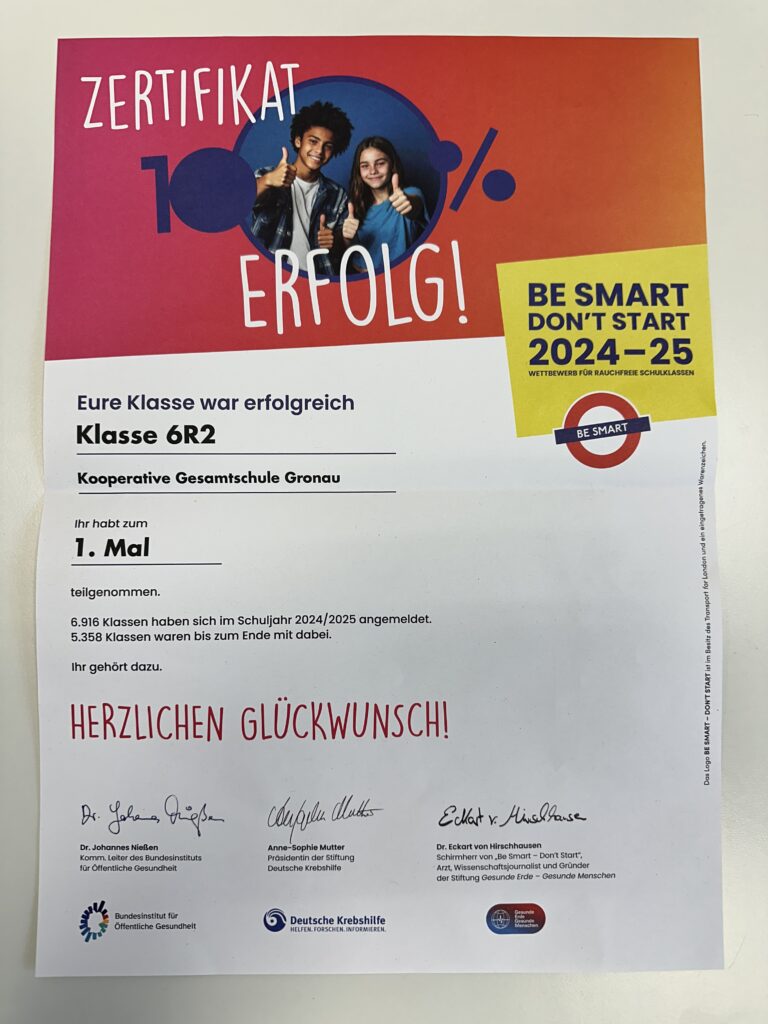 ZERTIFIKAT
100%
ERFOLG!
BE SMART
DON'T START
2024–25
WETTBEWERB FÜR RAUCHFREIE SCHULKLASSEN
BE SMART
Eure Klasse war erfolgreich
Klasse 6R2
Kooperative Gesamtschule Gronau
Ihr habt zum
1. Mal
teilgenommen.
6.916 Klassen haben sich im Schuljahr 2024/2025 angemeldet.
5.358 Klassen waren bis zum Ende mit dabei.
Ihr gehört dazu.
HERZLICHEN GLÜCKWUNSCH!
Das Logo BE SMART – DON'T START ist im Besitz des Transport for London und ein eingetragenes Warenzeichen.
Dr. Johannes Nießen
Komm. Leiter des Bundesinstituts
für Öffentliche Gesundheit
Anne-Sophie Mutter
Präsidentin der Stiftung
Deutsche Krebshilfe
Eckart v. Hirschhausen
Dr. Eckart von Hirschhausen
Schirmherr von „Be Smart – Don't Start",
Arzt, Wissenschaftsjournalist und Gründer
der Stiftung Gesunde Erde – Gesunde Menschen
Bundesinstitut für
Öffentliche Gesundheit
Deutsche Krebshilfe
HELFEN. FORSCHEN. INFORMIEREN.
Gesunde
Erde
Gesunde
Menschen